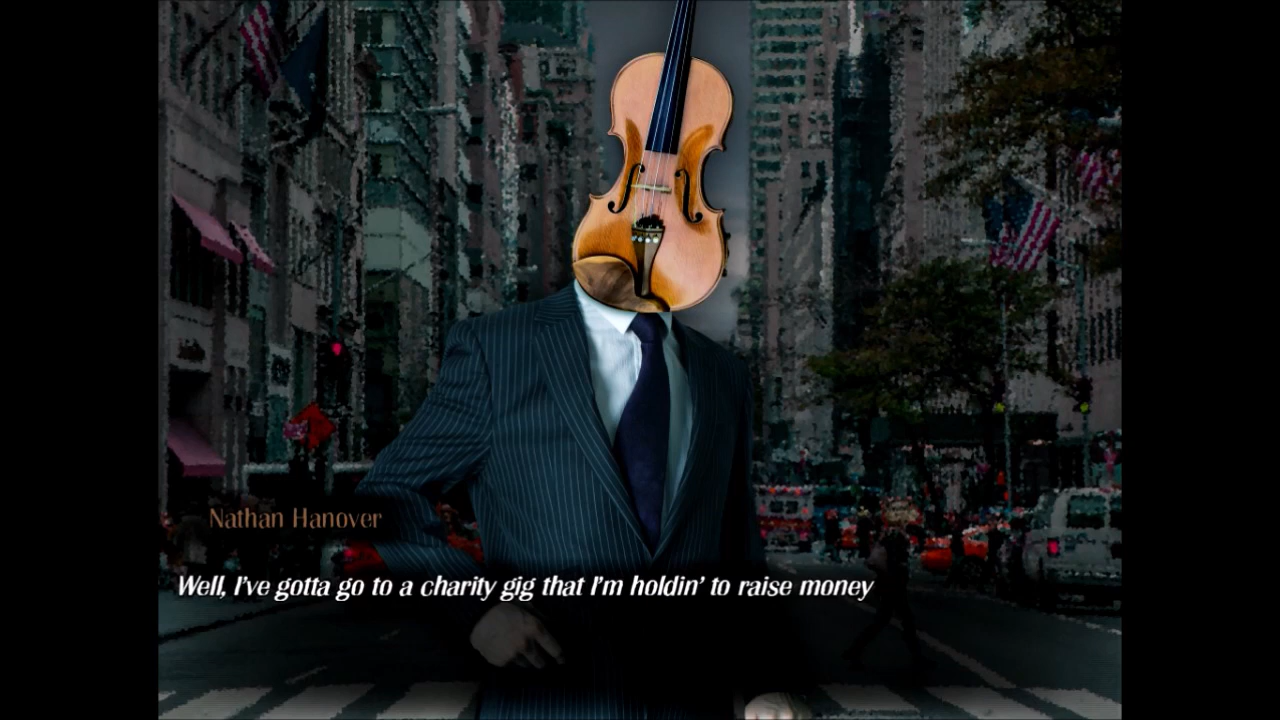 Nathan Hanover
Well, I've gotta go to a charity gig that I'm holdin' to raise money